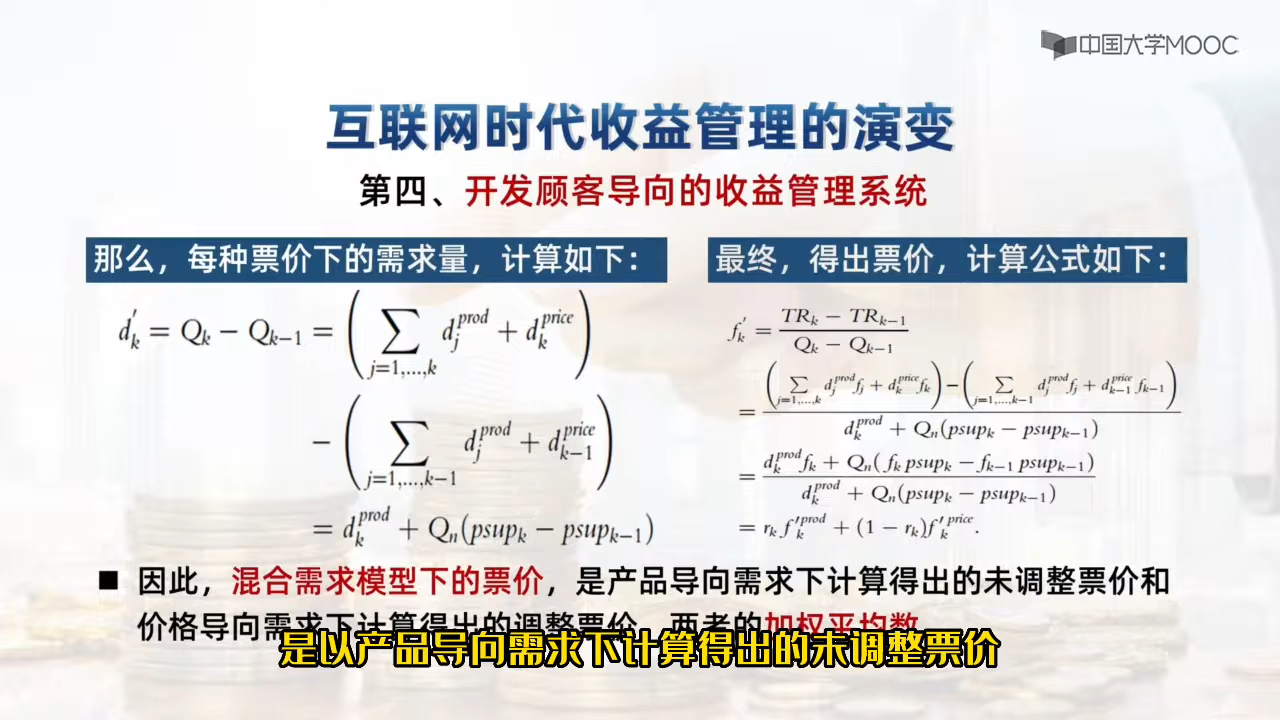 中国大学MOOC
互联网时代收益管理的演变
第四、开发顾客导向的收益管理系统
那么，每种票价下的需求量，计算如下：
d'_k = Q_k − Q_{k−1} = ( ∑_{j=1,...,k} d_j^{prod} + d_k^{price} )
− ( ∑_{j=1,...,k−1} d_j^{prod} + d_{k−1}^{price} )
= d_k^{prod} + Q_n(psup_k − psup_{k−1})
最终，得出票价，计算公式如下：
f'_k = (TR_k − TR_{k−1}) / (Q_k − Q_{k−1})
= ( ( ∑_{j=1,...,k} d_j^{prod} f_j + d_k^{price} f_k ) − ( ∑_{j=1,...,k−1} d_j^{prod} f_j + d_{k−1}^{price} f_{k−1} ) ) / ( d_k^{prod} + Q_n(psup_k − psup_{k−1}) )
= ( d_k^{prod} f_k + Q_n( f_k psup_k − f_{k−1} psup_{k−1}) ) / ( d_k^{prod} + Q_n(psup_k − psup_{k−1}) )
= r_k f'_k^{prod} + (1 − r_k) f'_k^{price}.
■ 因此，混合需求模型下的票价，是产品导向需求下计算得出的未调整票价和
价格导向需求下计算得出的调整票价，两者的加权平均数
是以产品导向需求下计算得出的未调整票价